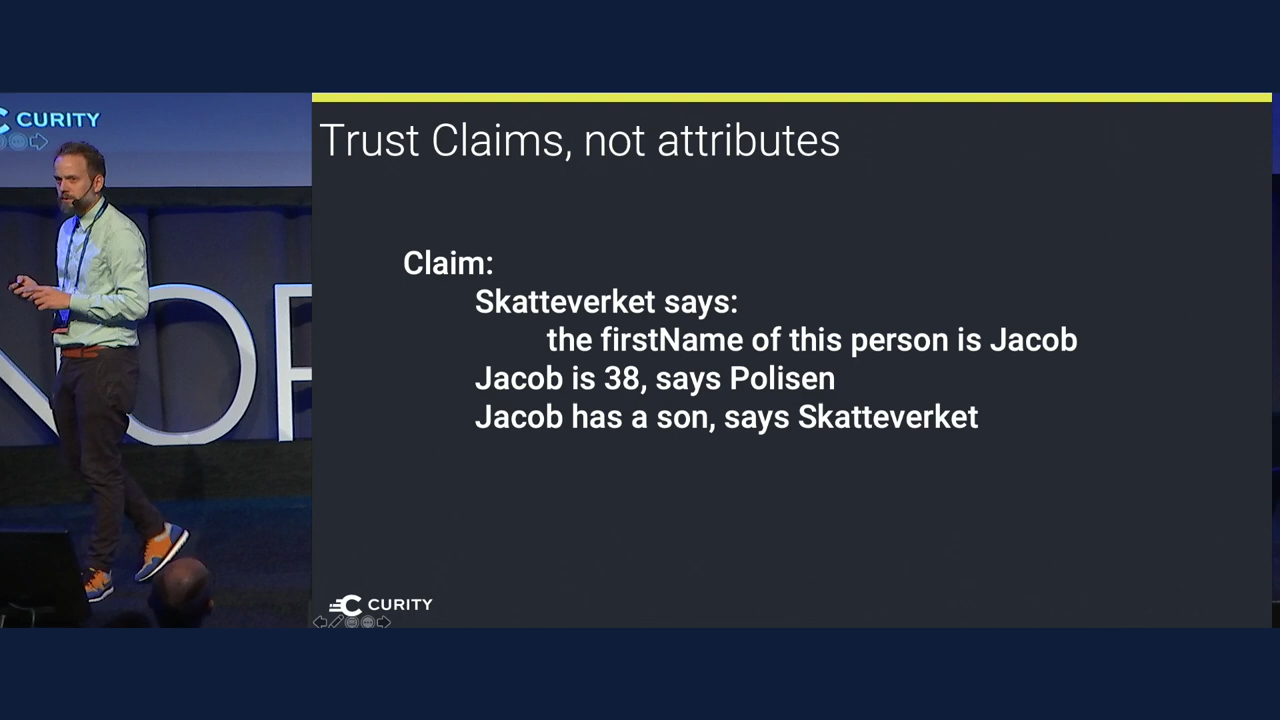 CURITY
NOR
Trust Claims, not attributes
Claim:
Skatteverket says:
the firstName of this person is Jacob
Jacob is 38, says Polisen
Jacob has a son, says Skatteverket
CURITY